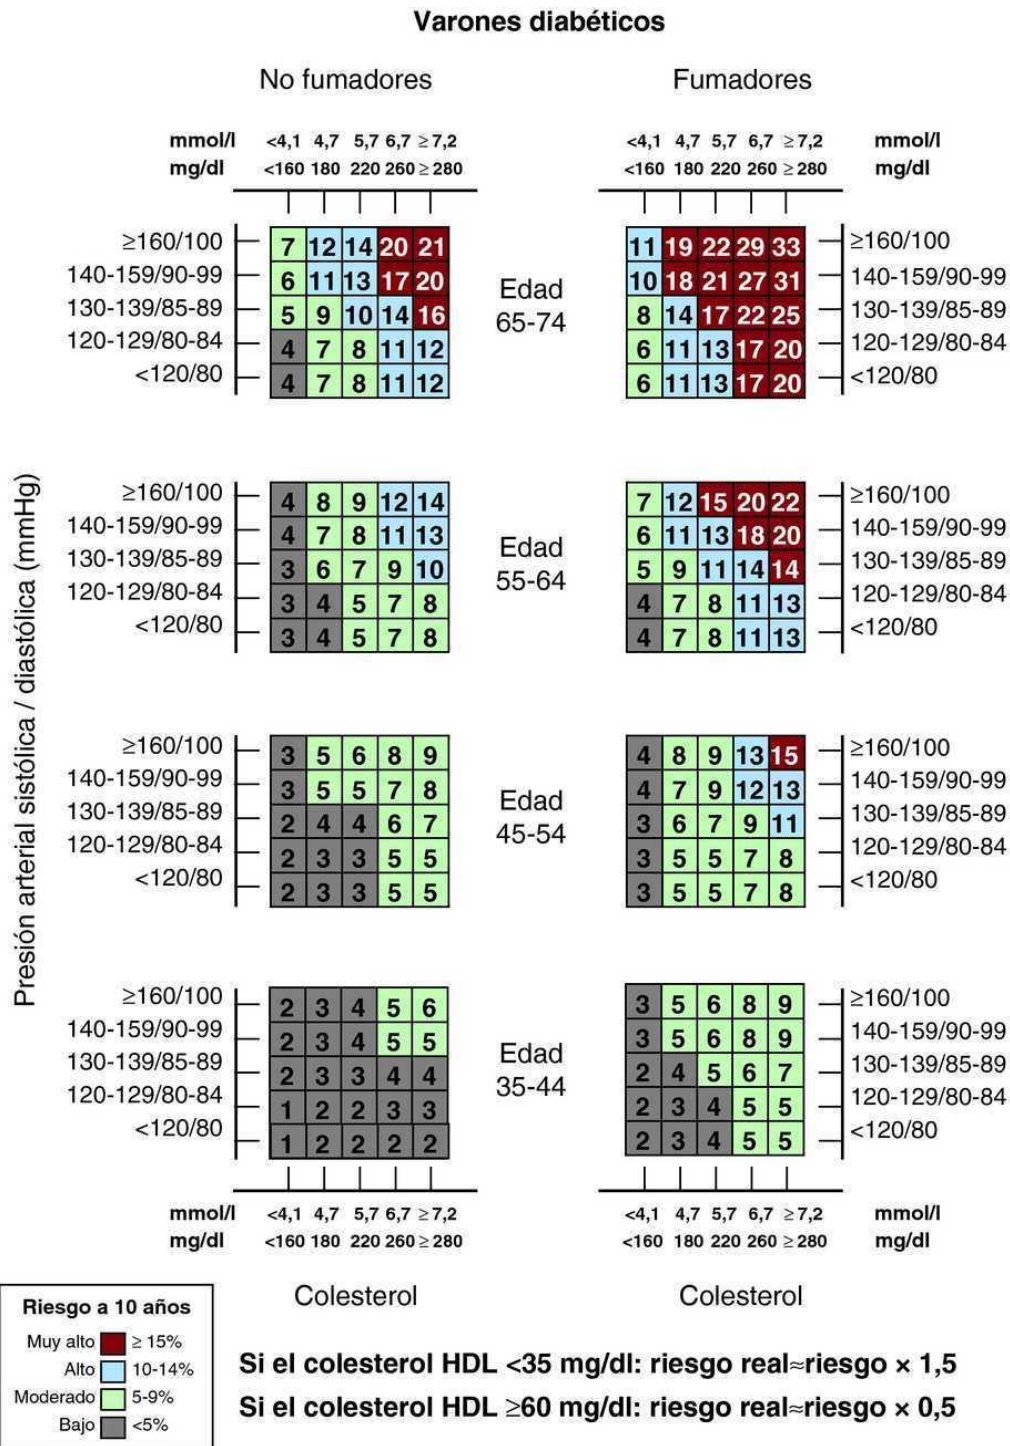 Varones diabéticos
No fumadores Fumadores
mmol/l <4,1 4,7 5,7 6,7 ≥7,2 <4,1 4,7 5,7 6,7 ≥7,2 mmol/l
mg/dl <160 180 220 260 ≥280 <160 180 220 260 ≥280 mg/dl
Presión arterial sistólica / diastólica (mmHg)
≥160/100 7 12 14 20 21 11 19 22 29 33 ≥160/100
140-159/90-99 6 11 13 17 20 10 18 21 27 31 140-159/90-99
Edad
65-74
130-139/85-89 5 9 10 14 16 8 14 17 22 25 130-139/85-89
120-129/80-84 4 7 8 11 12 6 11 13 17 20 120-129/80-84
<120/80 4 7 8 11 12 6 11 13 17 20 <120/80
≥160/100 4 8 9 12 14 7 12 15 20 22 ≥160/100
140-159/90-99 4 7 8 11 13 6 11 13 18 20 140-159/90-99
Edad
55-64
130-139/85-89 3 6 7 9 10 5 9 11 14 14 130-139/85-89
120-129/80-84 3 4 5 7 8 4 7 8 11 13 120-129/80-84
<120/80 3 4 5 7 8 4 7 8 11 13 <120/80
≥160/100 3 5 6 8 9 4 8 9 13 15 ≥160/100
140-159/90-99 3 5 5 7 8 4 7 9 12 13 140-159/90-99
Edad
45-54
130-139/85-89 2 4 4 6 7 3 6 7 9 11 130-139/85-89
120-129/80-84 2 3 3 5 5 3 5 5 7 8 120-129/80-84
<120/80 2 3 3 5 5 3 5 5 7 8 <120/80
≥160/100 2 3 4 5 6 3 5 6 8 9 ≥160/100
140-159/90-99 2 3 4 5 5 3 5 6 8 9 140-159/90-99
Edad
35-44
130-139/85-89 2 3 3 4 4 2 4 5 6 7 130-139/85-89
120-129/80-84 1 2 2 3 3 2 3 4 5 5 120-129/80-84
<120/80 1 2 2 2 2 2 3 4 5 5 <120/80
mmol/l <4,1 4,7 5,7 6,7 ≥7,2 <4,1 4,7 5,7 6,7 ≥7,2 mmol/l
mg/dl <160 180 220 260 ≥280 <160 180 220 260 ≥280 mg/dl
Colesterol Colesterol
Riesgo a 10 años
Muy alto ≥ 15%
Alto 10-14%
Moderado 5-9%
Bajo <5%
Si el colesterol HDL <35 mg/dl: riesgo real≈riesgo × 1,5
Si el colesterol HDL ≥60 mg/dl: riesgo real≈riesgo × 0,5